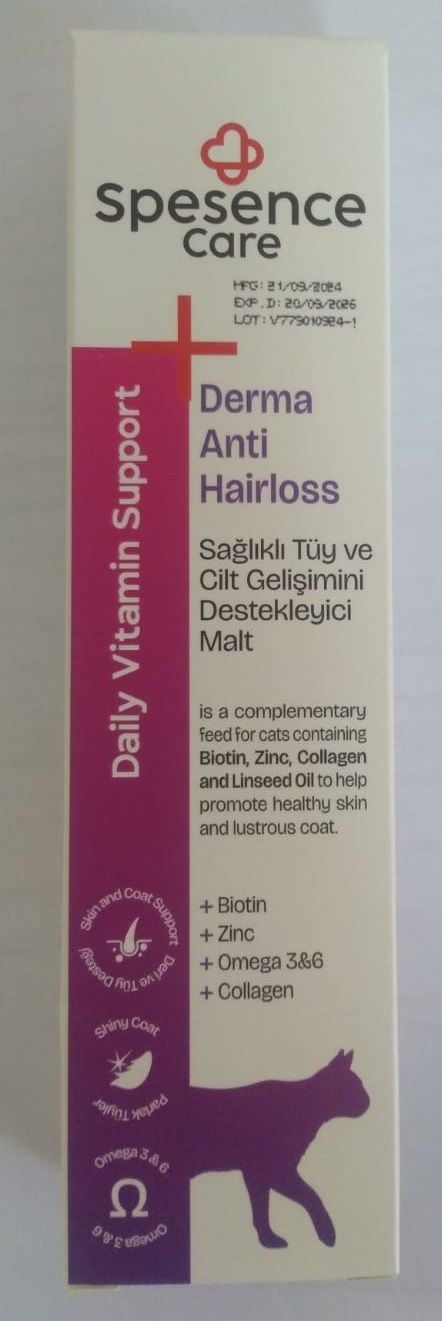 Spesence
Care
MFG: 21/09/2024
EXP.D: 20/09/2026
LOT: V779010924-1
Daily Vitamin Support
Derma
Anti
Hairloss
Sağlıklı Tüy ve
Cilt Gelişimini
Destekleyici
Malt
is a complementary
feed for cats containing
Biotin, Zinc, Collagen
and Linseed Oil to help
promote healthy skin
and lustrous coat.
+ Biotin
+ Zinc
+ Omega 3&6
+ Collagen
Skin and Coat Support
Deri ve Tüy Desteği
Shiny Coat
Parlak Tüyler
Omega 3 & 6
Ω
Omega 3 & 6